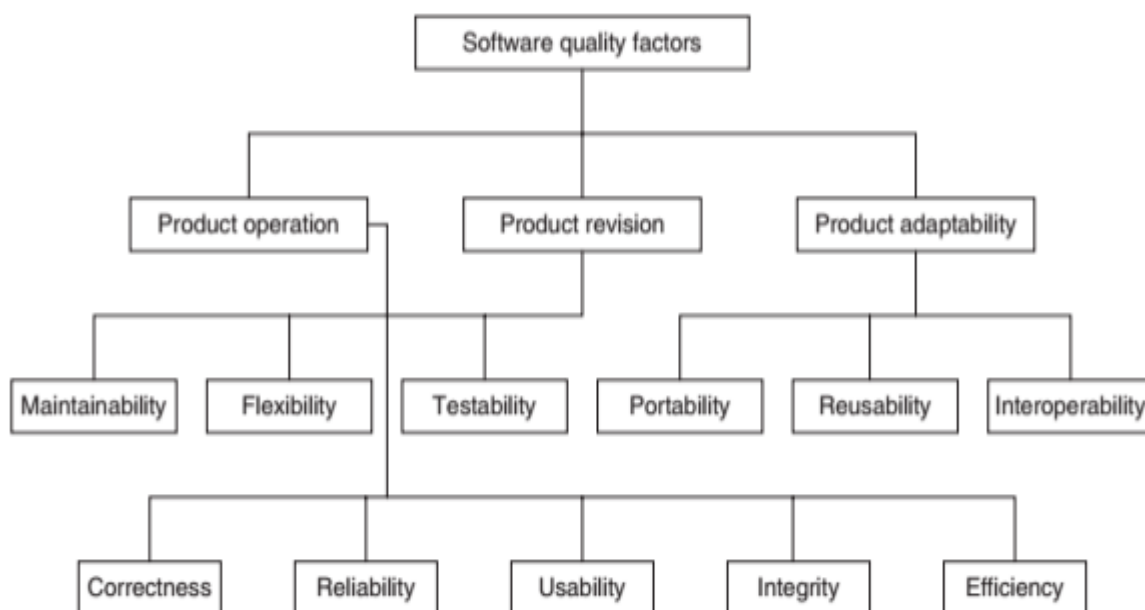 Software quality factors
Product operation
Product revision
Product adaptability
Maintainability
Flexibility
Testability
Portability
Reusability
Interoperability
Correctness
Reliability
Usability
Integrity
Efficiency